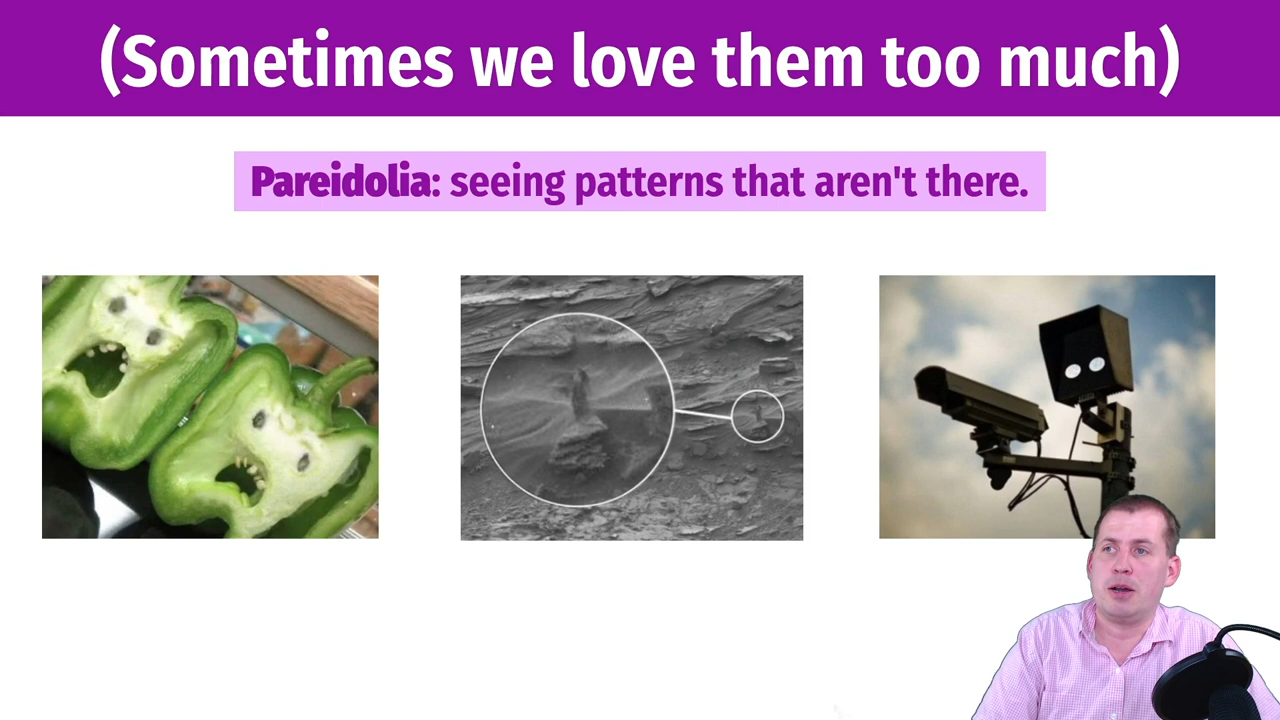 (Sometimes we love them too much)
Pareidolia: seeing patterns that aren't there.